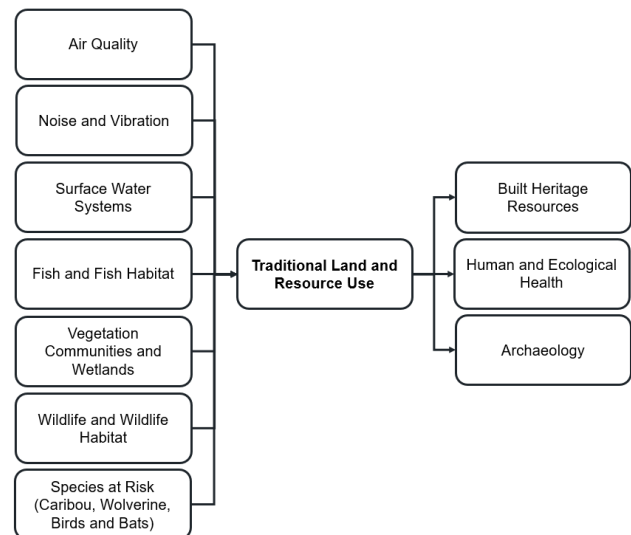 Air Quality
Noise and Vibration
Surface Water
Systems
Fish and Fish Habitat
Vegetation
Communities and
Wetlands
Wildlife and Wildlife
Habitat
Species at Risk
(Caribou, Wolverine,
Birds and Bats)
Traditional Land and
Resource Use
Built Heritage
Resources
Human and Ecological
Health
Archaeology